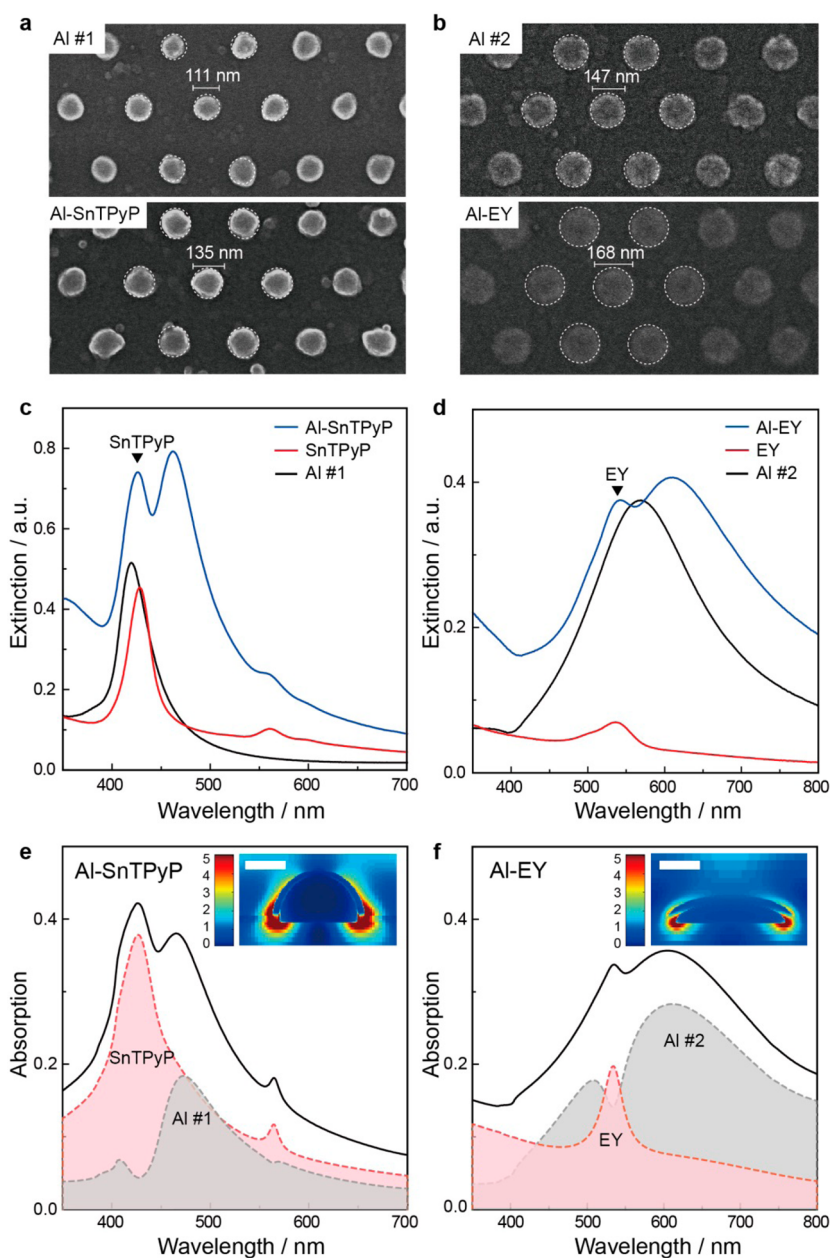 a
Al #1
111 nm
Al-SnTPyP
135 nm
b
Al #2
147 nm
Al-EY
168 nm
c
Extinction / a.u.
0.8
0.6
0.4
0.2
0.0
SnTPyP
Al-SnTPyP
SnTPyP
Al #1
400 500 600 700
Wavelength / nm
d
Extinction / a.u.
0.4
0.2
0.0
EY
Al-EY
EY
Al #2
400 500 600 700 800
Wavelength / nm
e
Al-SnTPyP
Absorption
0.4
0.2
0.0
5
4
3
2
1
0
SnTPyP
Al #1
400 500 600 700
Wavelength / nm
f
Al-EY
Absorption
0.4
0.2
0.0
5
4
3
2
1
0
Al #2
EY
400 500 600 700 800
Wavelength / nm